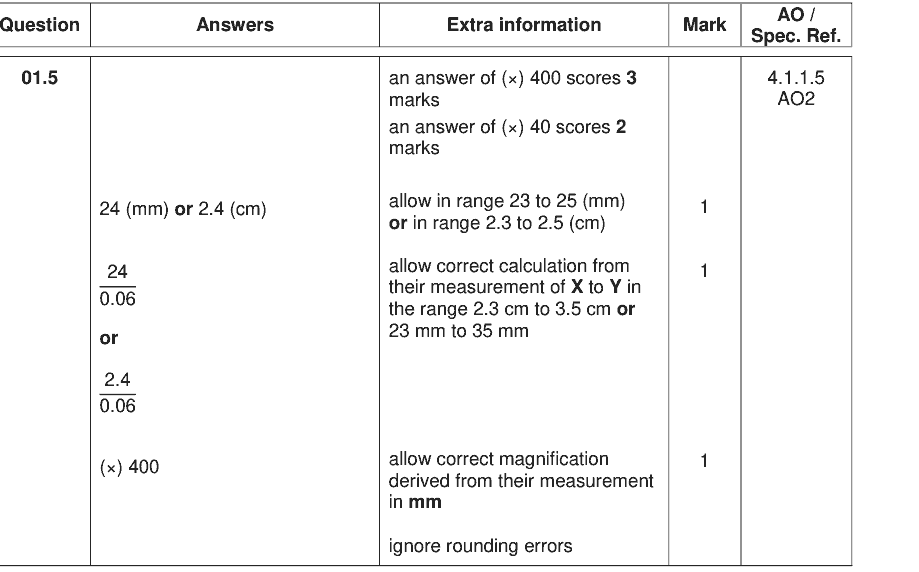 Question Answers Extra information Mark AO /
Spec. Ref.
01.5 an answer of (×) 400 scores 3 4.1.1.5
marks AO2
an answer of (×) 40 scores 2
marks
24 (mm) or 2.4 (cm) allow in range 23 to 25 (mm) 1
or in range 2.3 to 2.5 (cm)
24 allow correct calculation from 1
0.06 their measurement of X to Y in
the range 2.3 cm to 3.5 cm or
or 23 mm to 35 mm
2.4
0.06
(×) 400 allow correct magnification 1
derived from their measurement
in mm
ignore rounding errors